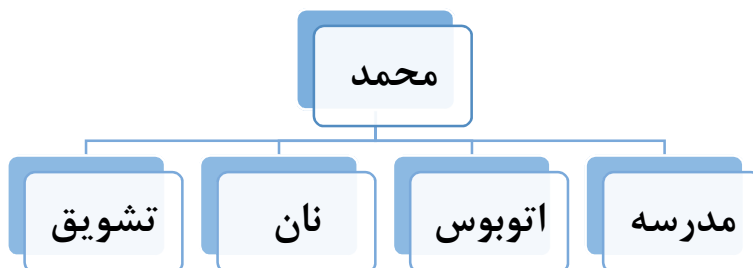 محمد
مدرسه
اتوبوس
نان
تشویق